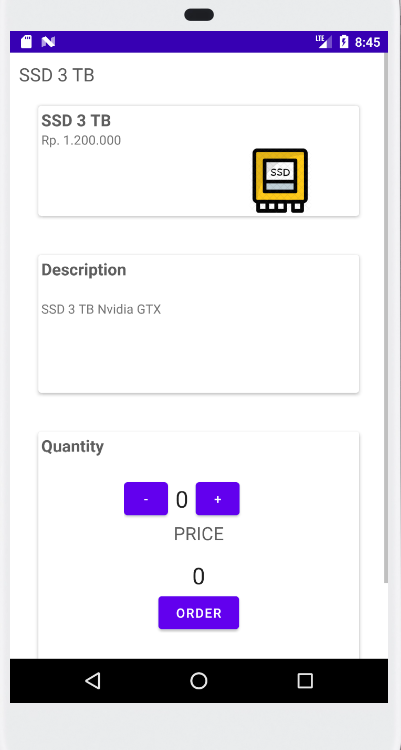 LTE 8:45
SSD 3 TB
SSD 3 TB
Rp. 1.200.000
SSD
Description
SSD 3 TB Nvidia GTX
Quantity
- 0 +
PRICE
0
ORDER